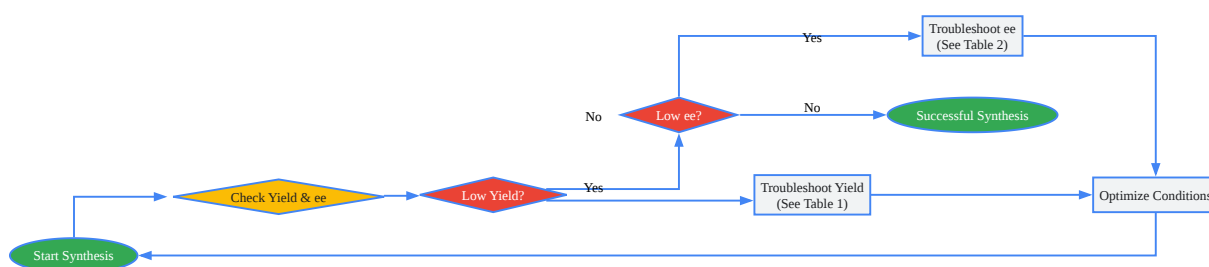 Troubleshoot ee
(See Table 2)
Yes
No
Low ee?
No
Successful Synthesis
Yes
Low Yield?
Check Yield & ee
Troubleshoot Yield
(See Table 1)
Optimize Conditions
Start Synthesis